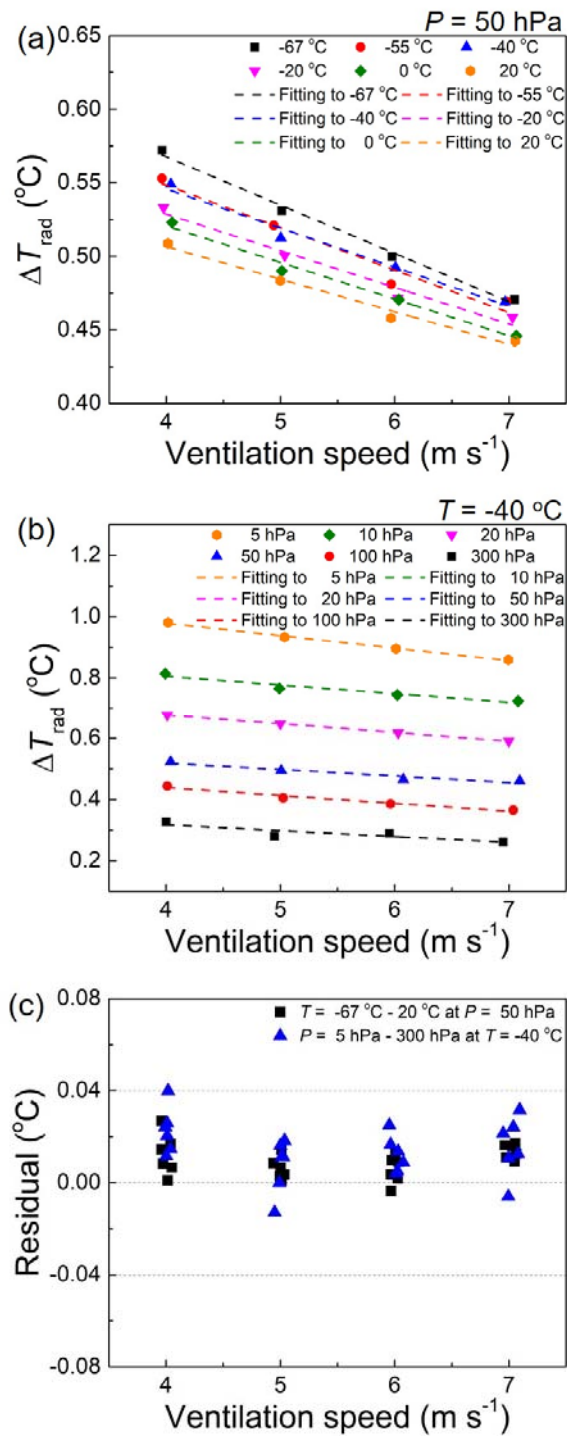 (a)
P = 50 hPa
0.65
-67 °C -55 °C -40 °C
-20 °C 0 °C 20 °C
0.60
Fitting to -67 °C Fitting to -55 °C
Fitting to -40 °C Fitting to -20 °C
Fitting to 0 °C Fitting to 20 °C
0.55
0.50
0.45
0.40
ΔT rad (°C)
4 5 6 7
Ventilation speed (m s⁻¹)
(b)
T = -40 °C
5 hPa 10 hPa 20 hPa
1.2
50 hPa 100 hPa 300 hPa
Fitting to 5 hPa Fitting to 10 hPa
Fitting to 20 hPa Fitting to 50 hPa
1.0
Fitting to 100 hPa Fitting to 300 hPa
0.8
0.6
0.4
0.2
ΔT rad (°C)
4 5 6 7
Ventilation speed (m s⁻¹)
(c)
0.08
T = -67 °C - 20 °C at P = 50 hPa
P = 5 hPa - 300 hPa at T = -40 °C
0.04
0.00
-0.04
-0.08
Residual (°C)
4 5 6 7
Ventilation speed (m s⁻¹)